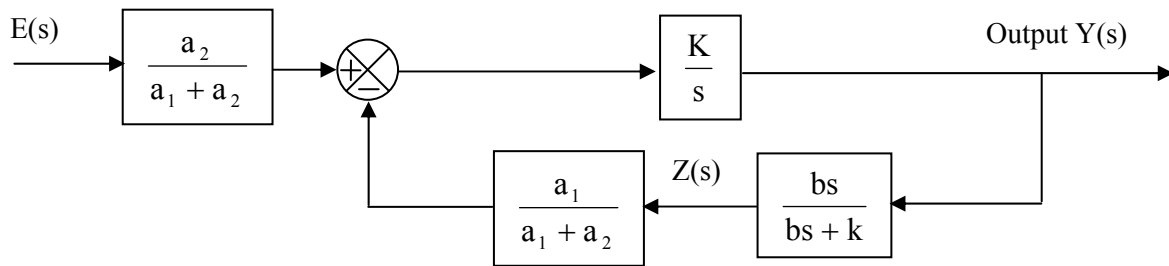 E(s)
a₂
a₁ + a₂
+
−
K
s
Output Y(s)
a₁
a₁ + a₂
Z(s)
bs
bs + k